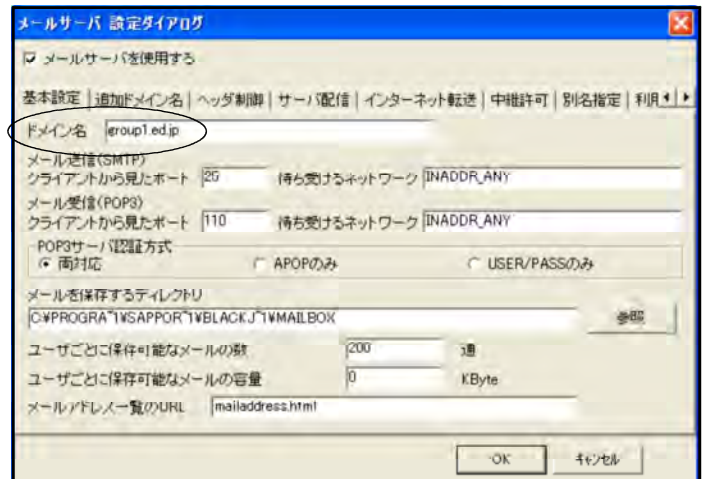 メールサーバ 設定ダイアログ
メールサーバを使用する
基本設定 | 追加ドメイン名 | ヘッダ制御 | サーバ配信 | インターネット転送 | 中継許可 | 別名指定 | 利用
ドメイン名 group1.ed.jp
メール送信(SMTP)
クライアントから見たポート 25 待ち受けるネットワーク INADDR_ANY
メール受信(POP3)
クライアントから見たポート 110 待ち受けるネットワーク INADDR_ANY
POP3サーバ認証方式
両対応 APOPのみ USER/PASSのみ
メールを保存するディレクトリ
C:¥PROGRA~1¥SAPPOR~1¥BLACKJ~1¥MAILBOX 参照
ユーザごとに保存可能なメールの数 200 通
ユーザごとに保存可能なメールの容量 0 KByte
メールアドレス一覧のURL mailaddress.html
OK キャンセル